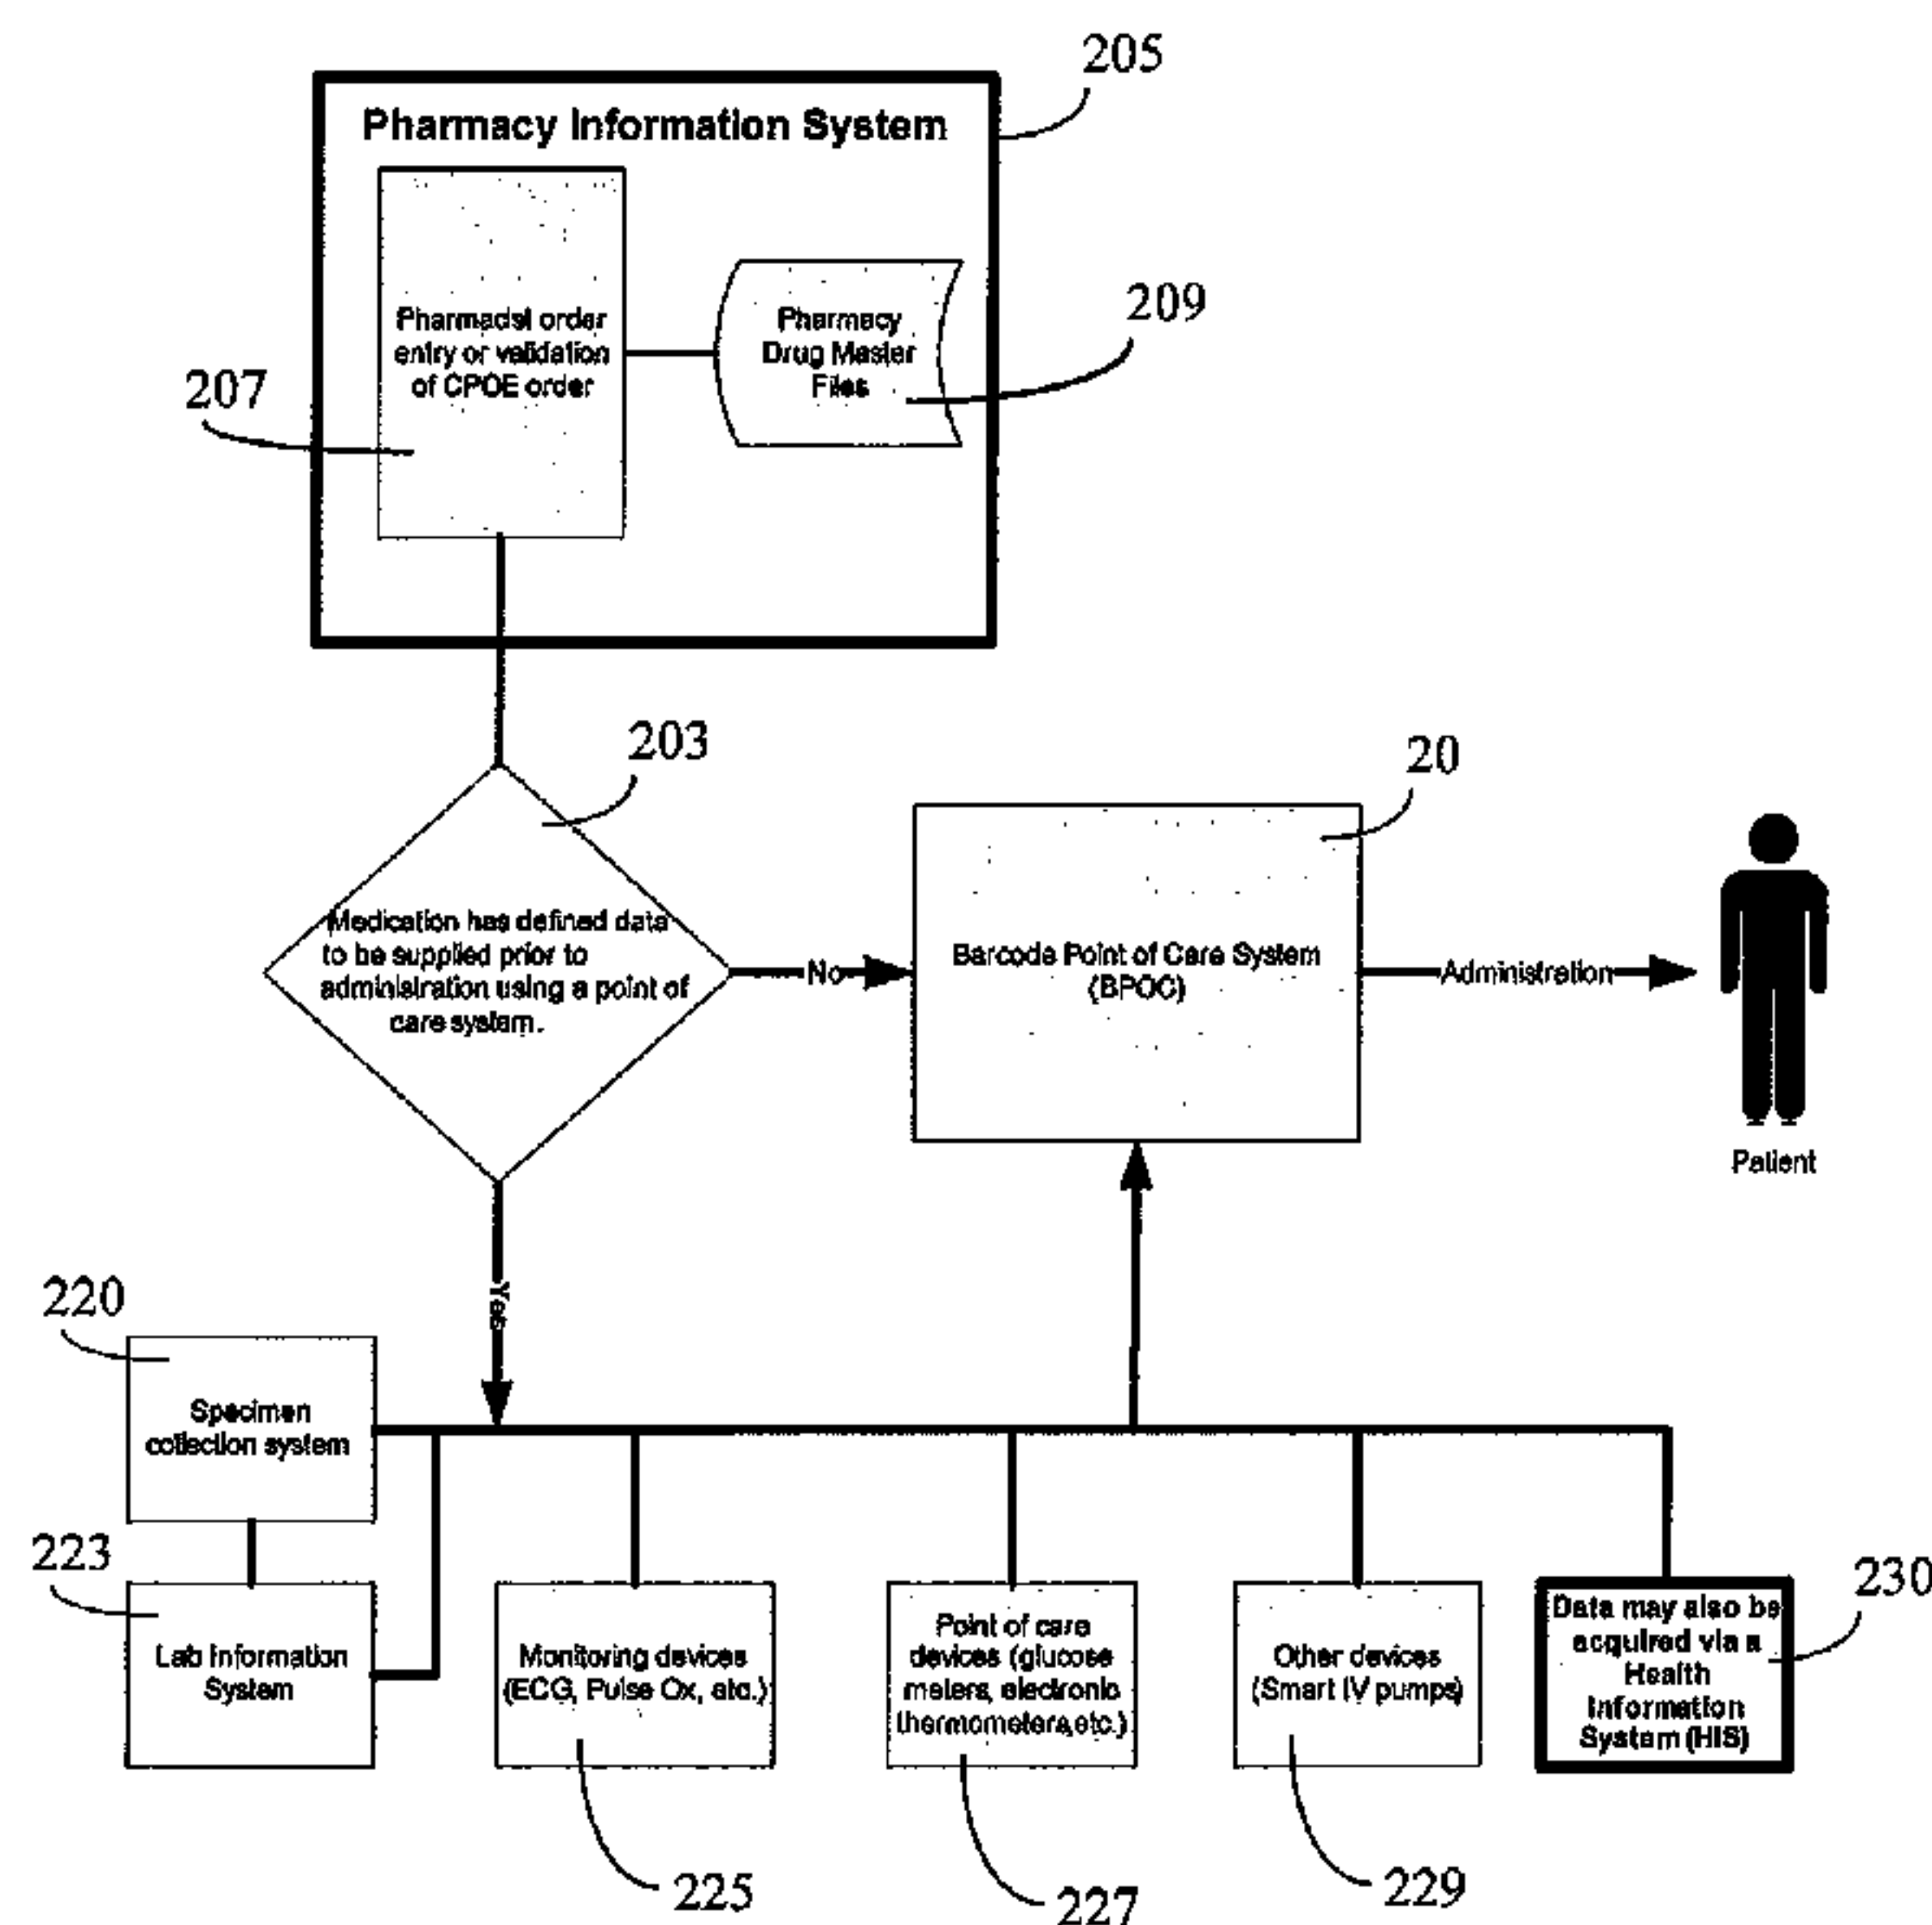 205
Pharmacy Information System
Pharmacist order
entry or validation
of CPOE order
Pharmacy
Drug Master
Files
209
207
203
20
Medication has defined data
to be supplied prior to
administration using a point of
care system.
No
Barcode Point of Care System
(BPOC)
Administration
Patient
Yes
220
Specimen
collection system
223
Lab Information
System
Monitoring devices
(ECG, Pulse Ox, etc.)
Point of care
devices (glucose
meters, electronic
thermometers,etc.)
Other devices
(Smart IV pumps)
Data may also be
acquired via a
Health
Information
System (HIS)
230
225
227
229